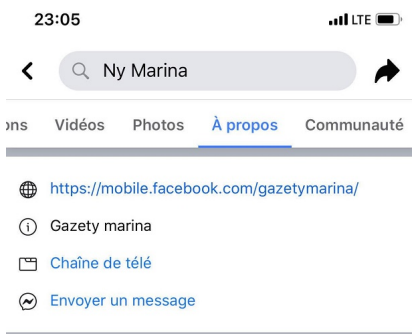 23:05 LTE
Ny Marina
ons Vidéos Photos À propos Communauté
https://mobile.facebook.com/gazetymarina/
Gazety marina
Chaîne de télé
Envoyer un message